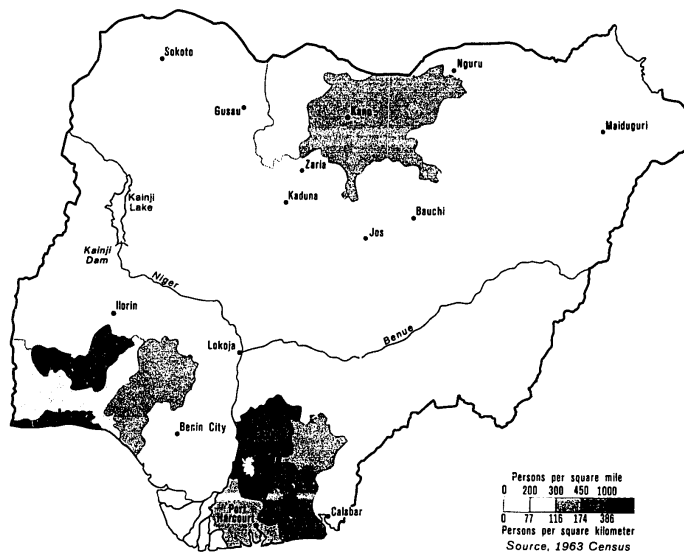 Sokoto
Nguru
Gusau
Kano
Maiduguri
Zaria
Kaduna
Kainji
Lake
Bauchi
Jos
Kainji
Dam
Niger
Ilorin
Benue
Lokoja
Benin City
Port
Harcourt
Calabar
Persons per square mile
0 200 300 450 1000
0 77 116 174 386
Persons per square kilometer
Source, 1963 Census